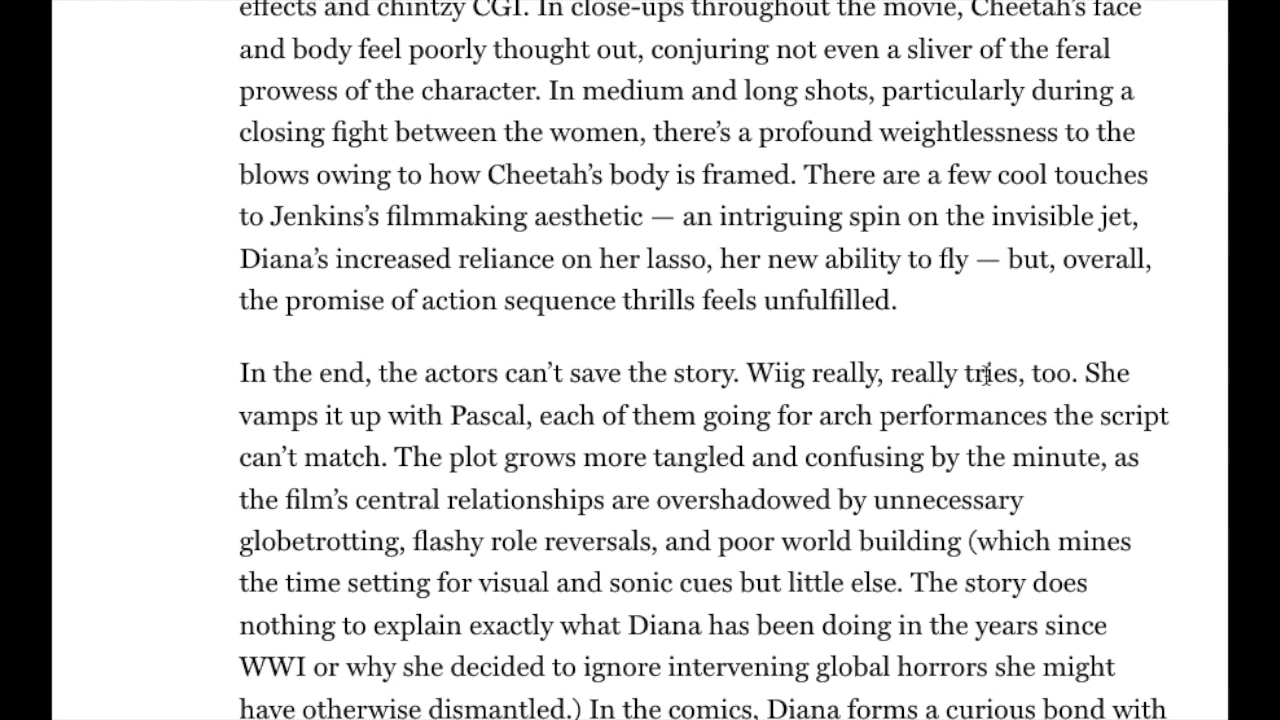 effects and chintzy CGI. In close-ups throughout the movie, Cheetah’s face
and body feel poorly thought out, conjuring not even a sliver of the feral
prowess of the character. In medium and long shots, particularly during a
closing fight between the women, there’s a profound weightlessness to the
blows owing to how Cheetah’s body is framed. There are a few cool touches
to Jenkins’s filmmaking aesthetic — an intriguing spin on the invisible jet,
Diana’s increased reliance on her lasso, her new ability to fly — but, overall,
the promise of action sequence thrills feels unfulfilled.
In the end, the actors can’t save the story. Wiig really, really tries, too. She
vamps it up with Pascal, each of them going for arch performances the script
can’t match. The plot grows more tangled and confusing by the minute, as
the film’s central relationships are overshadowed by unnecessary
globetrotting, flashy role reversals, and poor world building (which mines
the time setting for visual and sonic cues but little else. The story does
nothing to explain exactly what Diana has been doing in the years since
WWI or why she decided to ignore intervening global horrors she might
have otherwise dismantled.) In the comics, Diana forms a curious bond with